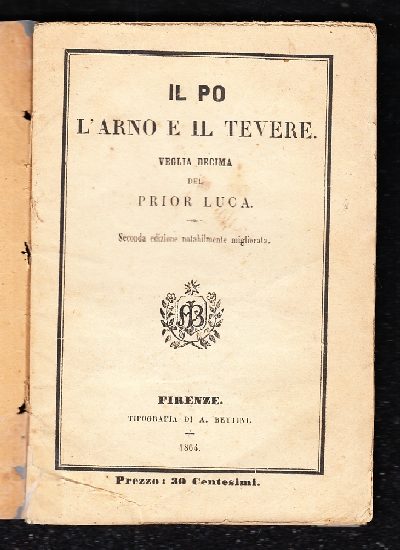 IL PO
L'ARNO E IL TEVERE.
VEGLIA DECIMA
DEL
PRIOR LUCA.
Seconda edizione notabilmente migliorata.
AB
FIRENZE.
TIPOGRAFIA DI A. BETTINI.
1864.
Prezzo: 30 Centesimi.